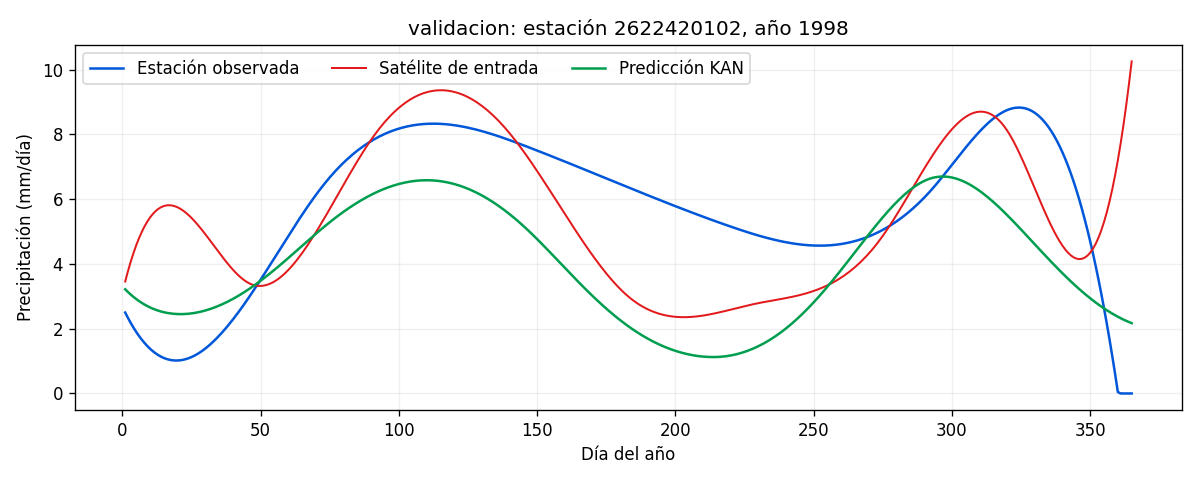 validacion: estación 2622420102, año 1998
Estación observada
Satélite de entrada
Predicción KAN
Precipitación (mm/día)
10
8
6
4
2
0
0 50 100 150 200 250 300 350
Día del año